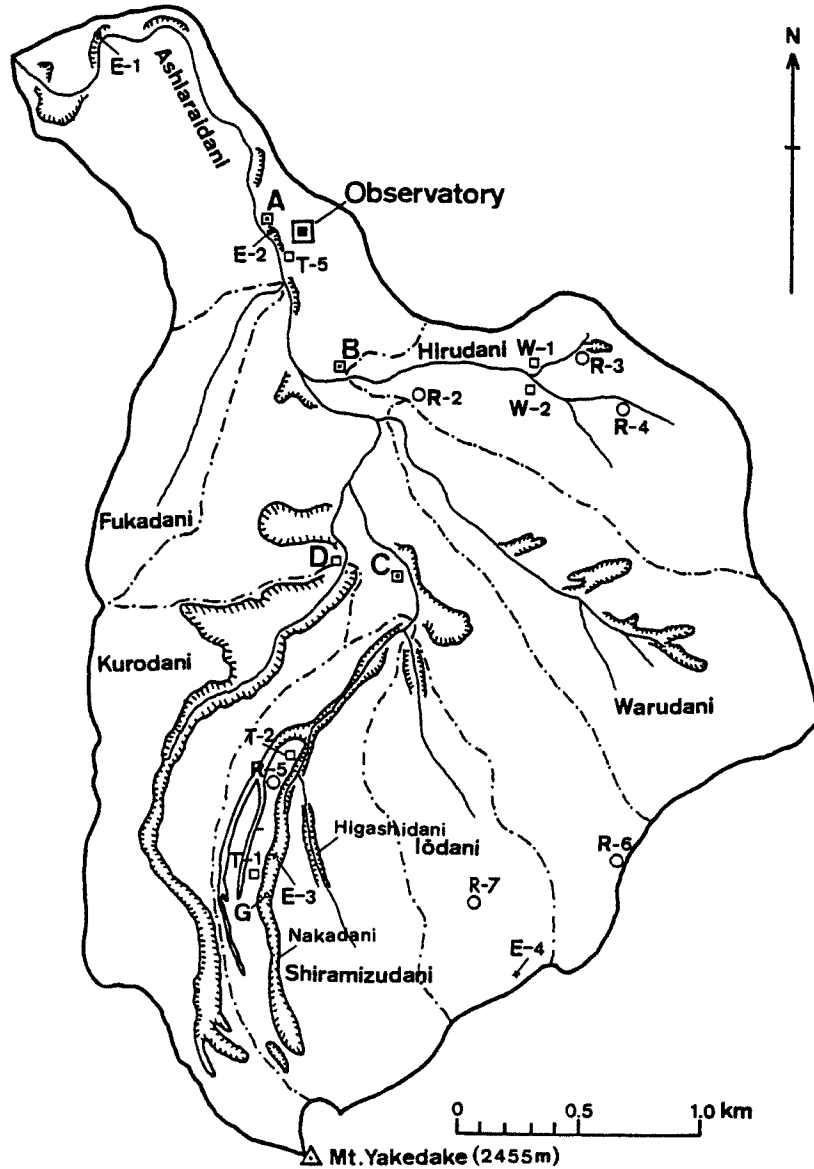 N
E-1
Ashiaraidani
A
Observatory
E-2
T-5
B
Hirudani
W-1
R-3
R-2
W-2
R-4
Fukadani
D
C
Kurodani
Warudani
T-2
R-5
Higashidani
Iōdani
R-6
T-1
E-3
R-7
G
Nakadani
E-4
Shiramizudani
0 0.5 1.0 km
Mt. Yakedake (2455m)